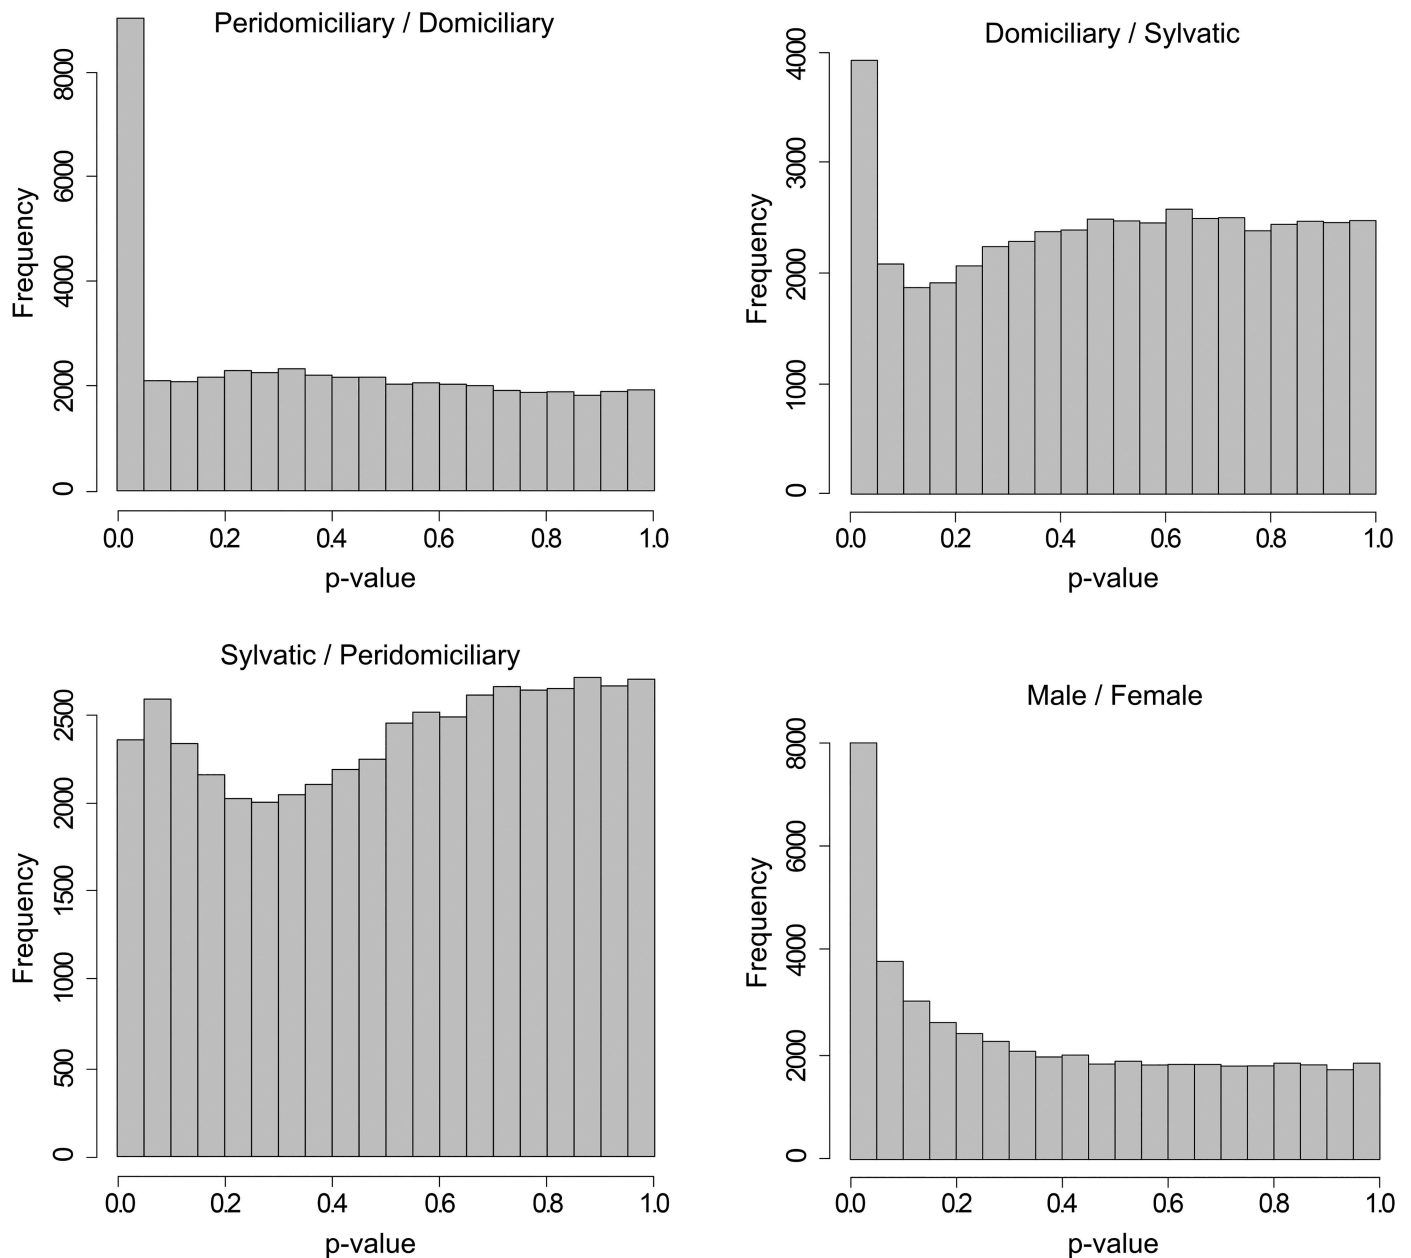 Peridomiciliary / Domiciliary
Frequency
8000
6000
4000
2000
0
0.0 0.2 0.4 0.6 0.8 1.0
p-value
Domiciliary / Sylvatic
Frequency
4000
3000
2000
1000
0
0.0 0.2 0.4 0.6 0.8 1.0
p-value
Sylvatic / Peridomiciliary
Frequency
2500
2000
1500
1000
500
0
0.0 0.2 0.4 0.6 0.8 1.0
p-value
Male / Female
Frequency
8000
6000
4000
2000
0
0.0 0.2 0.4 0.6 0.8 1.0
p-value